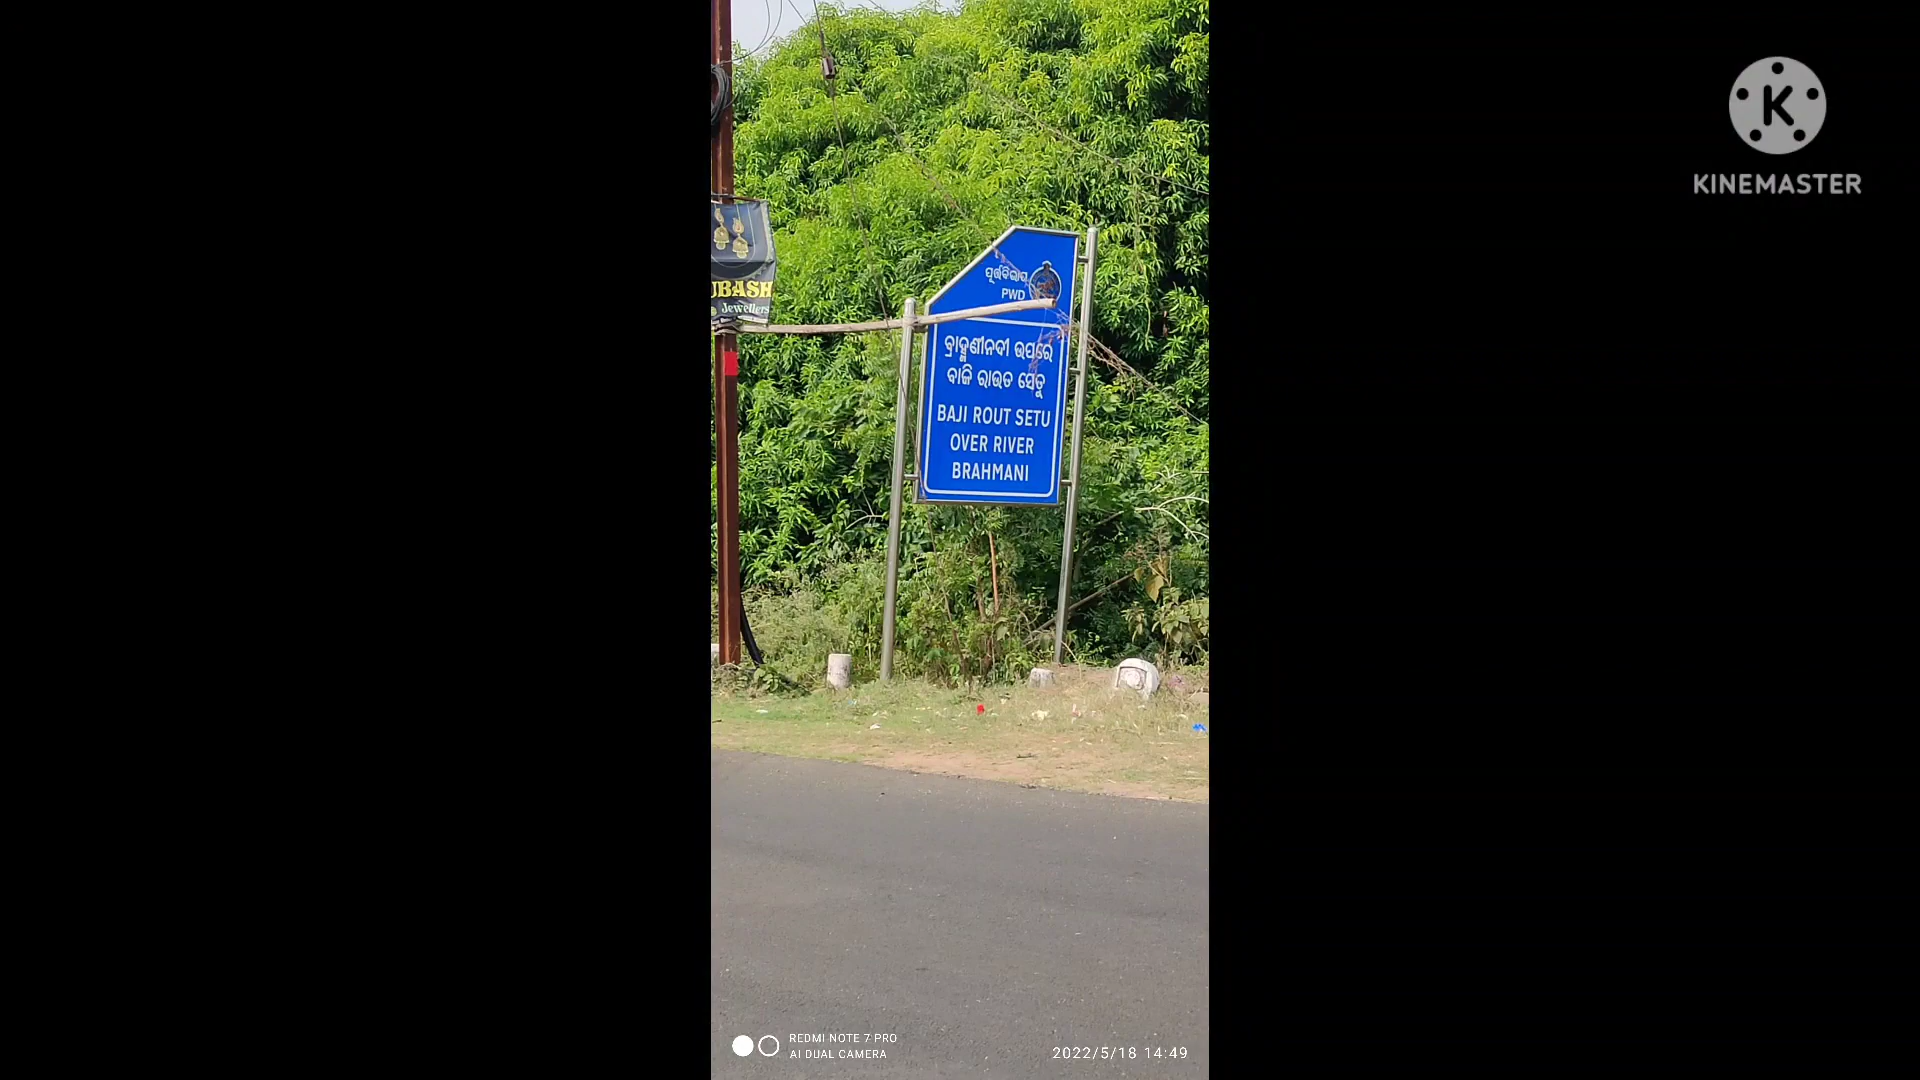 K
KINEMASTER
UBASH
Jewellers
ପୂର୍ତ୍ତବିଭାଗ
PWD
ବ୍ରାହ୍ମଣୀନଦୀ ଉପରେ
ବାଜି ରାଉତ ସେତୁ
BAJI ROUT SETU
OVER RIVER
BRAHMANI
REDMI NOTE 7 PRO
AI DUAL CAMERA
2022/5/18 14:49